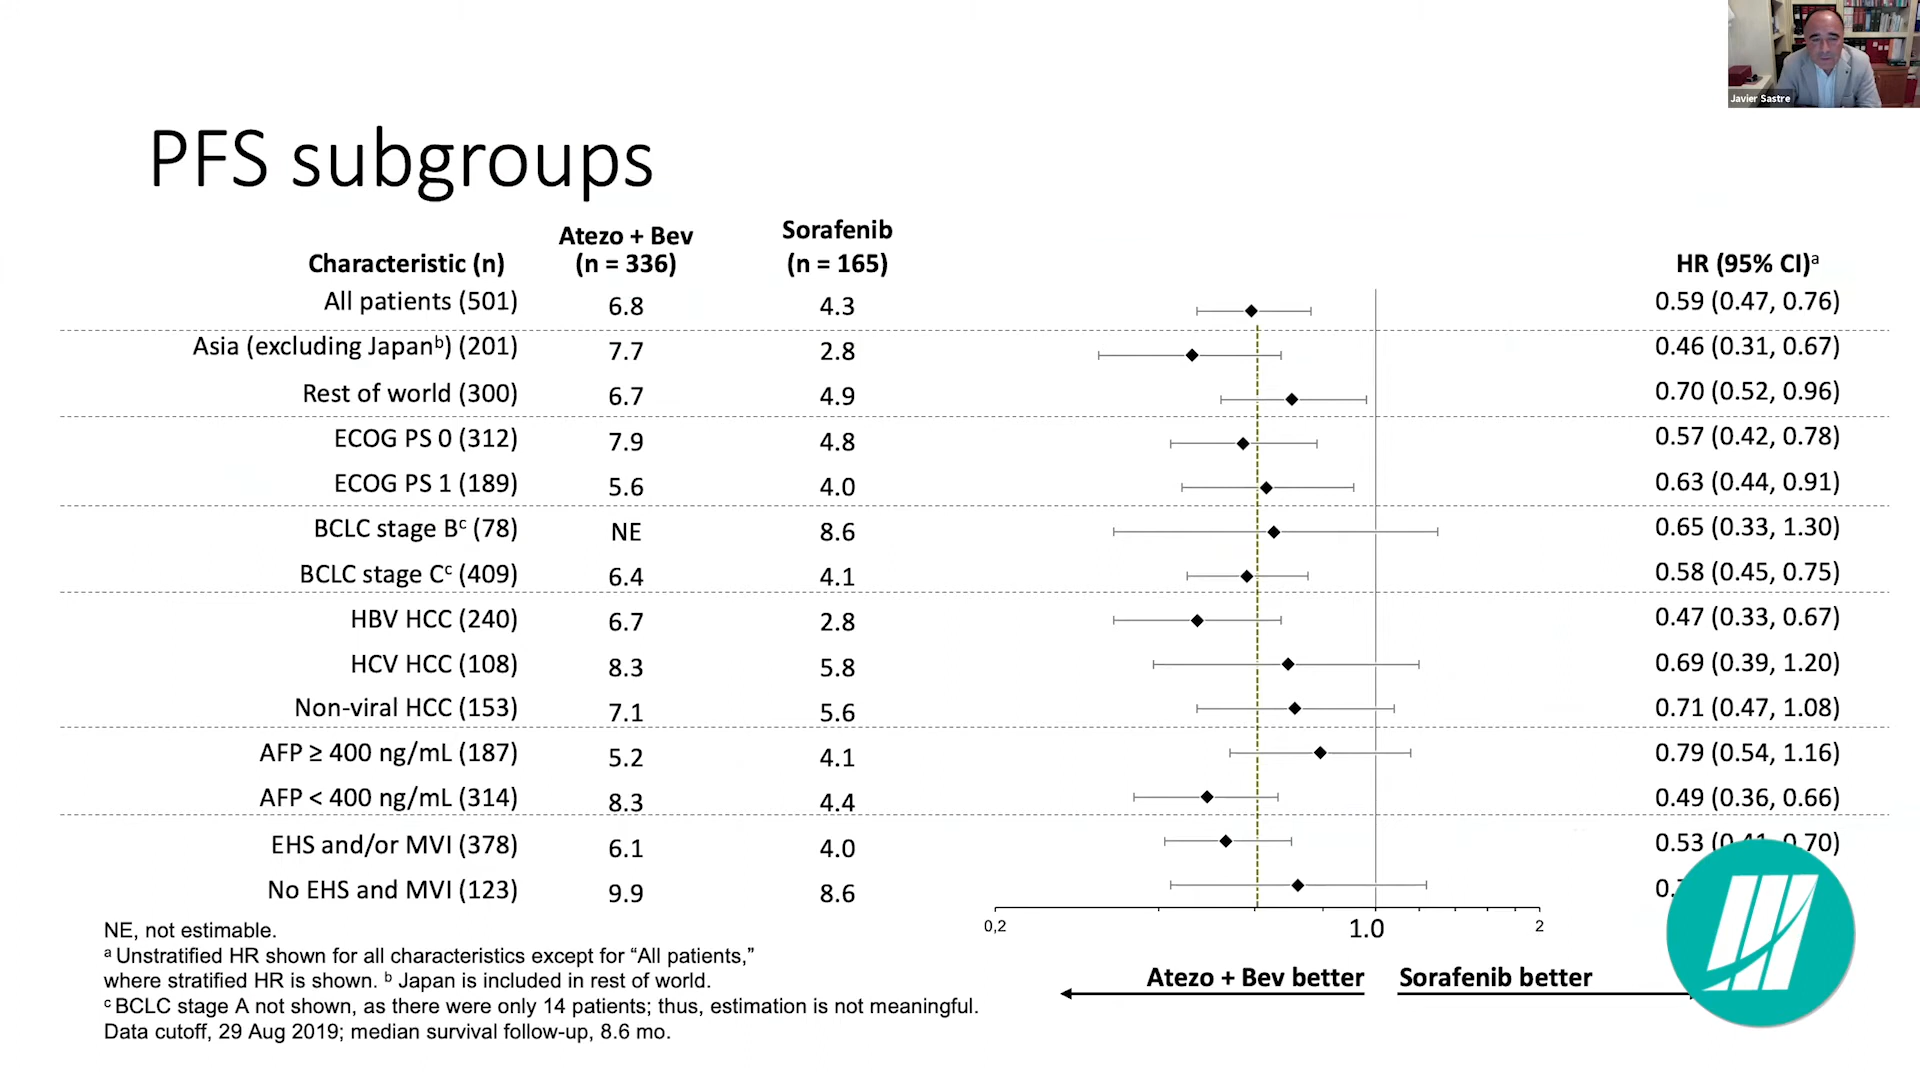 Javier Sastre
PFS subgroups
Characteristic (n) Atezo + Bev (n = 336) Sorafenib (n = 165) HR (95% CI)ᵃ
All patients (501) 6.8 4.3 0.59 (0.47, 0.76)
Asia (excluding Japanᵇ) (201) 7.7 2.8 0.46 (0.31, 0.67)
Rest of world (300) 6.7 4.9 0.70 (0.52, 0.96)
ECOG PS 0 (312) 7.9 4.8 0.57 (0.42, 0.78)
ECOG PS 1 (189) 5.6 4.0 0.63 (0.44, 0.91)
BCLC stage Bᶜ (78) NE 8.6 0.65 (0.33, 1.30)
BCLC stage Cᶜ (409) 6.4 4.1 0.58 (0.45, 0.75)
HBV HCC (240) 6.7 2.8 0.47 (0.33, 0.67)
HCV HCC (108) 8.3 5.8 0.69 (0.39, 1.20)
Non-viral HCC (153) 7.1 5.6 0.71 (0.47, 1.08)
AFP ≥ 400 ng/mL (187) 5.2 4.1 0.79 (0.54, 1.16)
AFP < 400 ng/mL (314) 8.3 4.4 0.49 (0.36, 0.66)
EHS and/or MVI (378) 6.1 4.0 0.53 0.70)
No EHS and MVI (123) 9.9 8.6
0,2 1.0 2
Atezo + Bev better Sorafenib better
NE, not estimable.
ᵃ Unstratified HR shown for all characteristics except for “All patients,”
where stratified HR is shown. ᵇ Japan is included in rest of world.
ᶜ BCLC stage A not shown, as there were only 14 patients; thus, estimation is not meaningful.
Data cutoff, 29 Aug 2019; median survival follow-up, 8.6 mo.